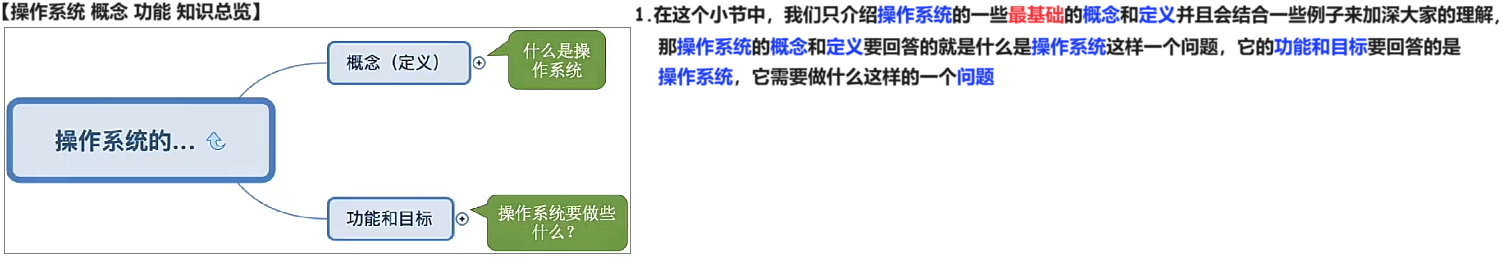 【操作系统 概念 功能 知识总览】
概念（定义）
什么是操
作系统
操作系统的...
功能和目标
操作系统要做些
什么？
1.在这个小节中，我们只介绍操作系统的一些最基础的概念和定义并且会结合一些例子来加深大家的理解，
那操作系统的概念和定义要回答的就是什么是操作系统这样一个问题，它的功能和目标要回答的是
操作系统，它需要做什么这样的一个问题